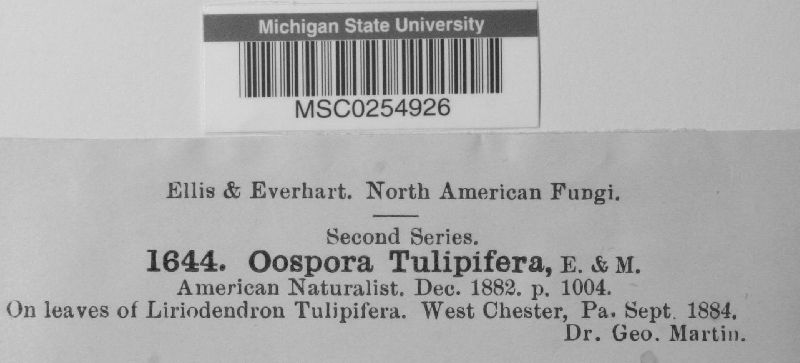 Michigan State University
MSC0254926
Ellis & Everhart. North American Fungi.
Second Series.
1644. Oospora Tulipifera, E. & M.
American Naturalist. Dec. 1882. p. 1004.
On leaves of Liriodendron Tulipifera. West Chester, Pa. Sept. 1884.
Dr. Geo. Martin.